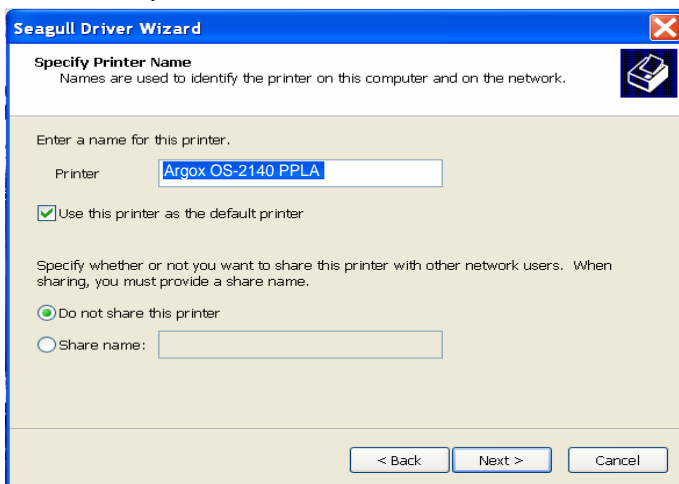 Seagull Driver Wizard
Specify Printer Name
Names are used to identify the printer on this computer and on the network.
Enter a name for this printer.
Printer
Argox OS-2140 PPLA
Use this printer as the default printer
Specify whether or not you want to share this printer with other network users. When
sharing, you must provide a share name.
Do not share this printer
Share name:
< Back
Next >
Cancel